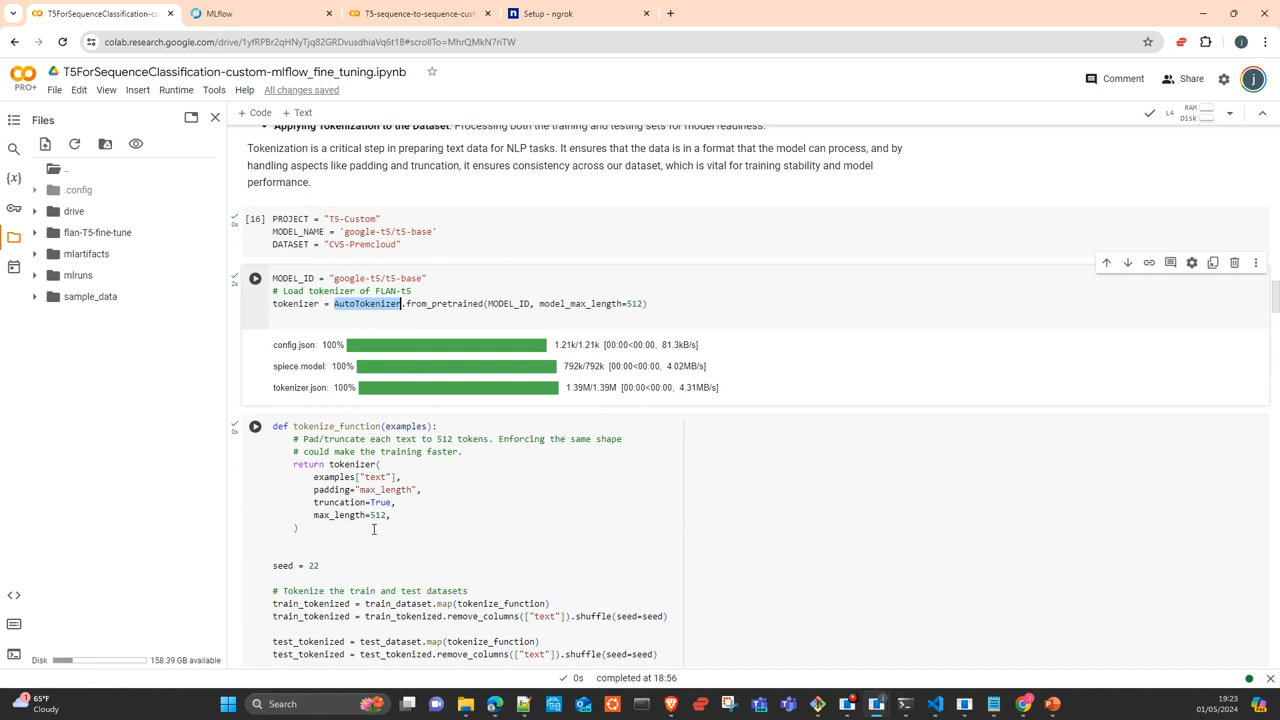 T5ForSequenceClassification-c
MLflow
T5-sequence-to-sequence-cust
Setup - ngrok
colab.research.google.com/drive/1yfRPBr2qHNyTjq82GRDvusdhiaVq6t1B#scrollTo=MhrQMkN7riTW
j
T5ForSequenceClassification-custom-mlflow_fine_tuning.ipynb
Comment
Share
j
PRO+
File Edit View Insert Runtime Tools Help All changes saved
Files
+ Code + Text
L4
RAM
Disk
• Applying Tokenization to the Dataset: Processing both the training and testing sets for model readiness.
Tokenization is a critical step in preparing text data for NLP tasks. It ensures that the data is in a format that the model can process, and by
handling aspects like padding and truncation, it ensures consistency across our dataset, which is vital for training stability and model
performance.
..
.config
drive
flan-T5-fine-tune
mlartifacts
mlruns
sample_data
0s
[16] PROJECT = "T5-Custom"
MODEL_NAME = 'google-t5/t5-base'
DATASET = "CVS-Premcloud"
2s
MODEL_ID = "google-t5/t5-base"
# Load tokenizer of FLAN-t5
tokenizer = AutoTokenizer.from_pretrained(MODEL_ID, model_max_length=512)
config.json: 100% 1.21k/1.21k [00:00<00:00, 81.3kB/s]
spiece.model: 100% 792k/792k [00:00<00:00, 4.02MB/s]
tokenizer.json: 100% 1.39M/1.39M [00:00<00:00, 4.31MB/s]
0s
def tokenize_function(examples):
# Pad/truncate each text to 512 tokens. Enforcing the same shape
# could make the training faster.
return tokenizer(
examples["text"],
padding="max_length",
truncation=True,
max_length=512,
)
seed = 22
# Tokenize the train and test datasets
train_tokenized = train_dataset.map(tokenize_function)
train_tokenized = train_tokenized.remove_columns(["text"]).shuffle(seed=seed)
test_tokenized = test_dataset.map(tokenize_function)
test_tokenized = test_tokenized.remove_columns(["text"]).shuffle(seed=seed)
Disk 158.39 GB available
0s completed at 18:56
65°F
Cloudy
Search
19:23
01/05/2024